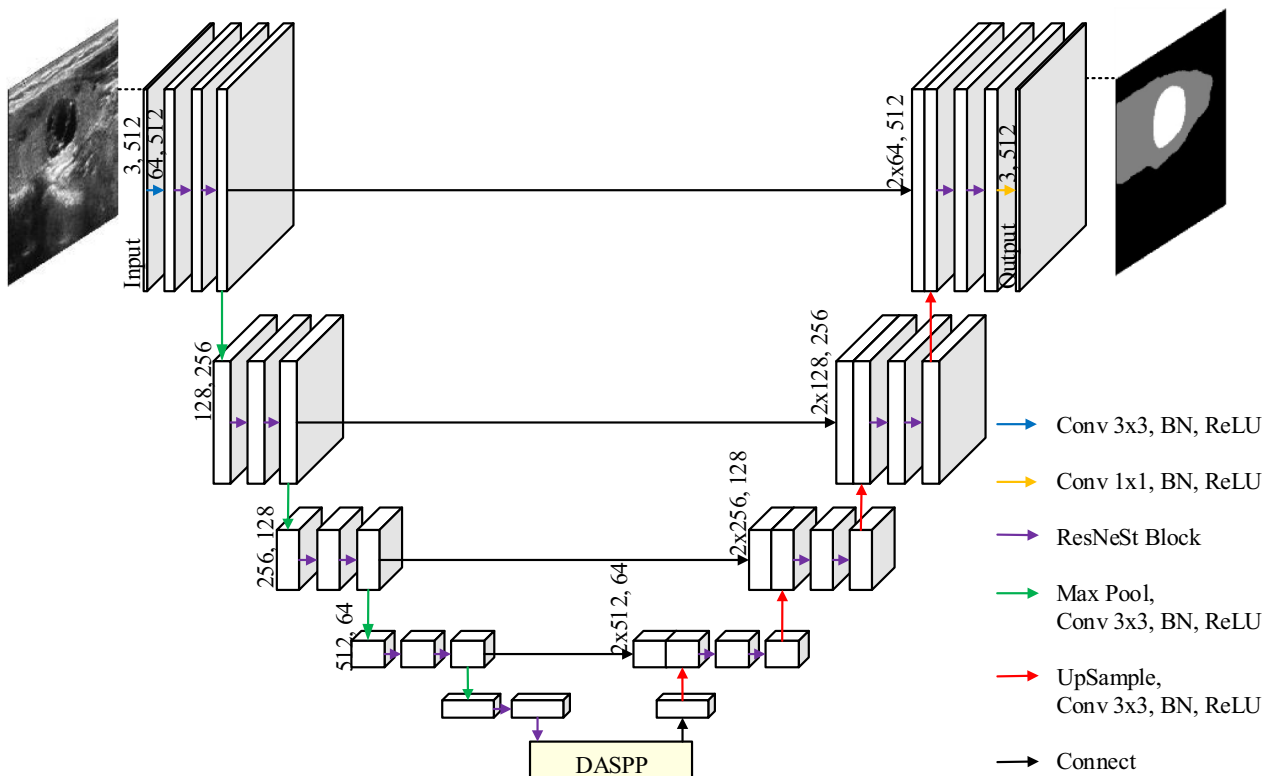 3, 512
64, 512
Input
2x64, 512
3, 512
Output
128, 256
2x128, 256
256, 128
2x256, 128
512, 64
2x512, 64
DASPP
Conv 3x3, BN, ReLU
Conv 1x1, BN, ReLU
ResNeSt Block
Max Pool,
Conv 3x3, BN, ReLU
UpSample,
Conv 3x3, BN, ReLU
Connect